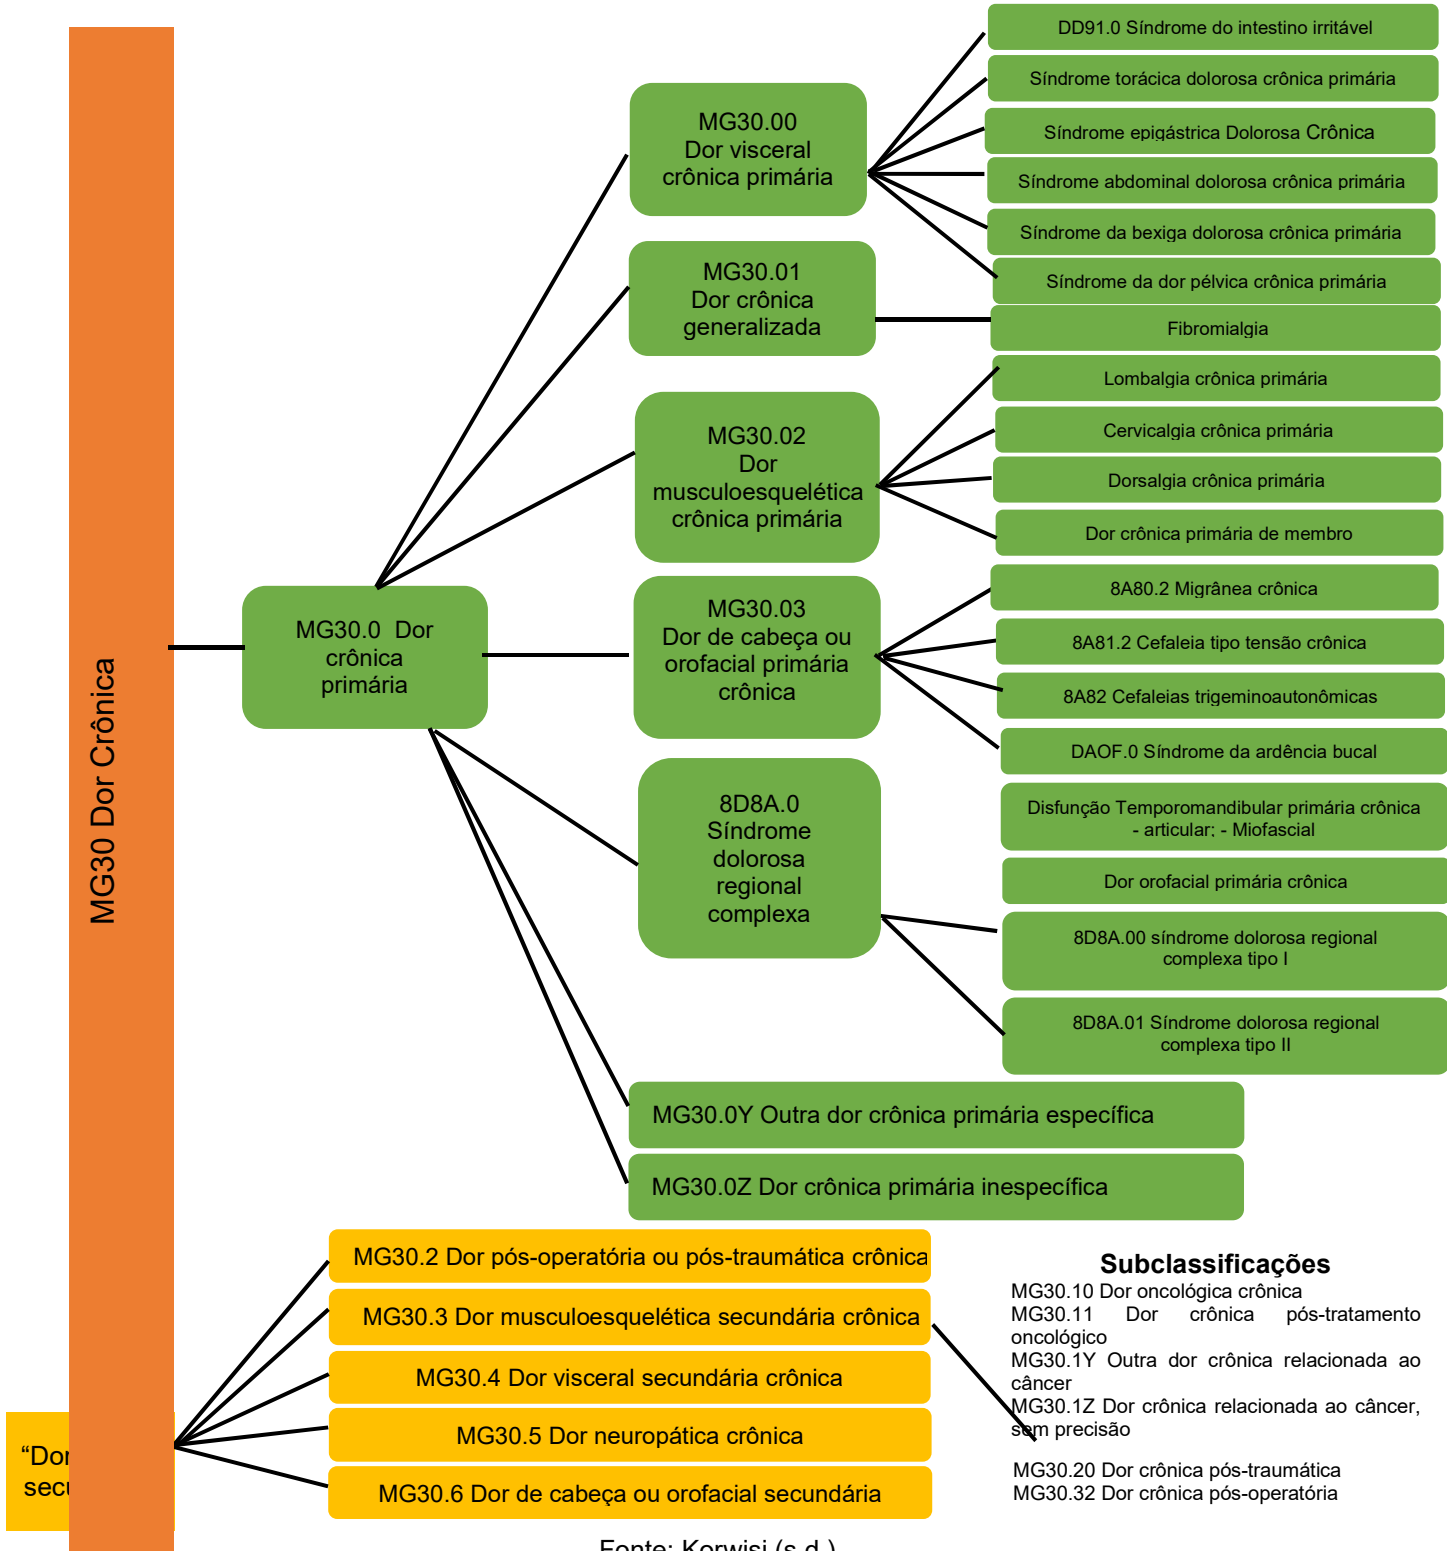 MG30 Dor Crônica
MG30.0 Dor
crônica
primária
MG30.00
Dor visceral
crônica primária
DD91.0 Síndrome do intestino irritável
Síndrome torácica dolorosa crônica primária
Síndrome epigástrica Dolorosa Crônica
Síndrome abdominal dolorosa crônica primária
Síndrome da bexiga dolorosa crônica primária
Síndrome da dor pélvica crônica primária
MG30.01
Dor crônica
generalizada
Fibromialgia
MG30.02
Dor
musculoesquelética
crônica primária
Lombalgia crônica primária
Cervicalgia crônica primária
Dorsalgia crônica primária
Dor crônica primária de membro
MG30.03
Dor de cabeça ou
orofacial primária
crônica
8A80.2 Migrânea crônica
8A81.2 Cefaleia tipo tensão crônica
8A82 Cefaleias trigeminoautonômicas
DAOF.0 Síndrome da ardência bucal
Disfunção Temporomandibular primária crônica
- articular; - Miofascial
Dor orofacial primária crônica
8D8A.0
Síndrome
dolorosa
regional
complexa
8D8A.00 síndrome dolorosa regional
complexa tipo I
8D8A.01 Síndrome dolorosa regional
complexa tipo II
MG30.0Y Outra dor crônica primária específica
MG30.0Z Dor crônica primária inespecífica
“Dor
MG30.2 Dor pós-operatória ou pós-traumática crônica
MG30.3 Dor musculoesquelética secundária crônica
MG30.4 Dor visceral secundária crônica
MG30.5 Dor neuropática crônica
MG30.6 Dor de cabeça ou orofacial secundária
Subclassificações
MG30.10 Dor oncológica crônica
MG30.11 Dor crônica pós-tratamento
oncológico
MG30.1Y Outra dor crônica relacionada ao
câncer
MG30.1Z Dor crônica relacionada ao câncer,
sem precisão
MG30.20 Dor crônica pós-traumática
MG30.32 Dor crônica pós-operatória
Fonte: Korwisi (s.d.)